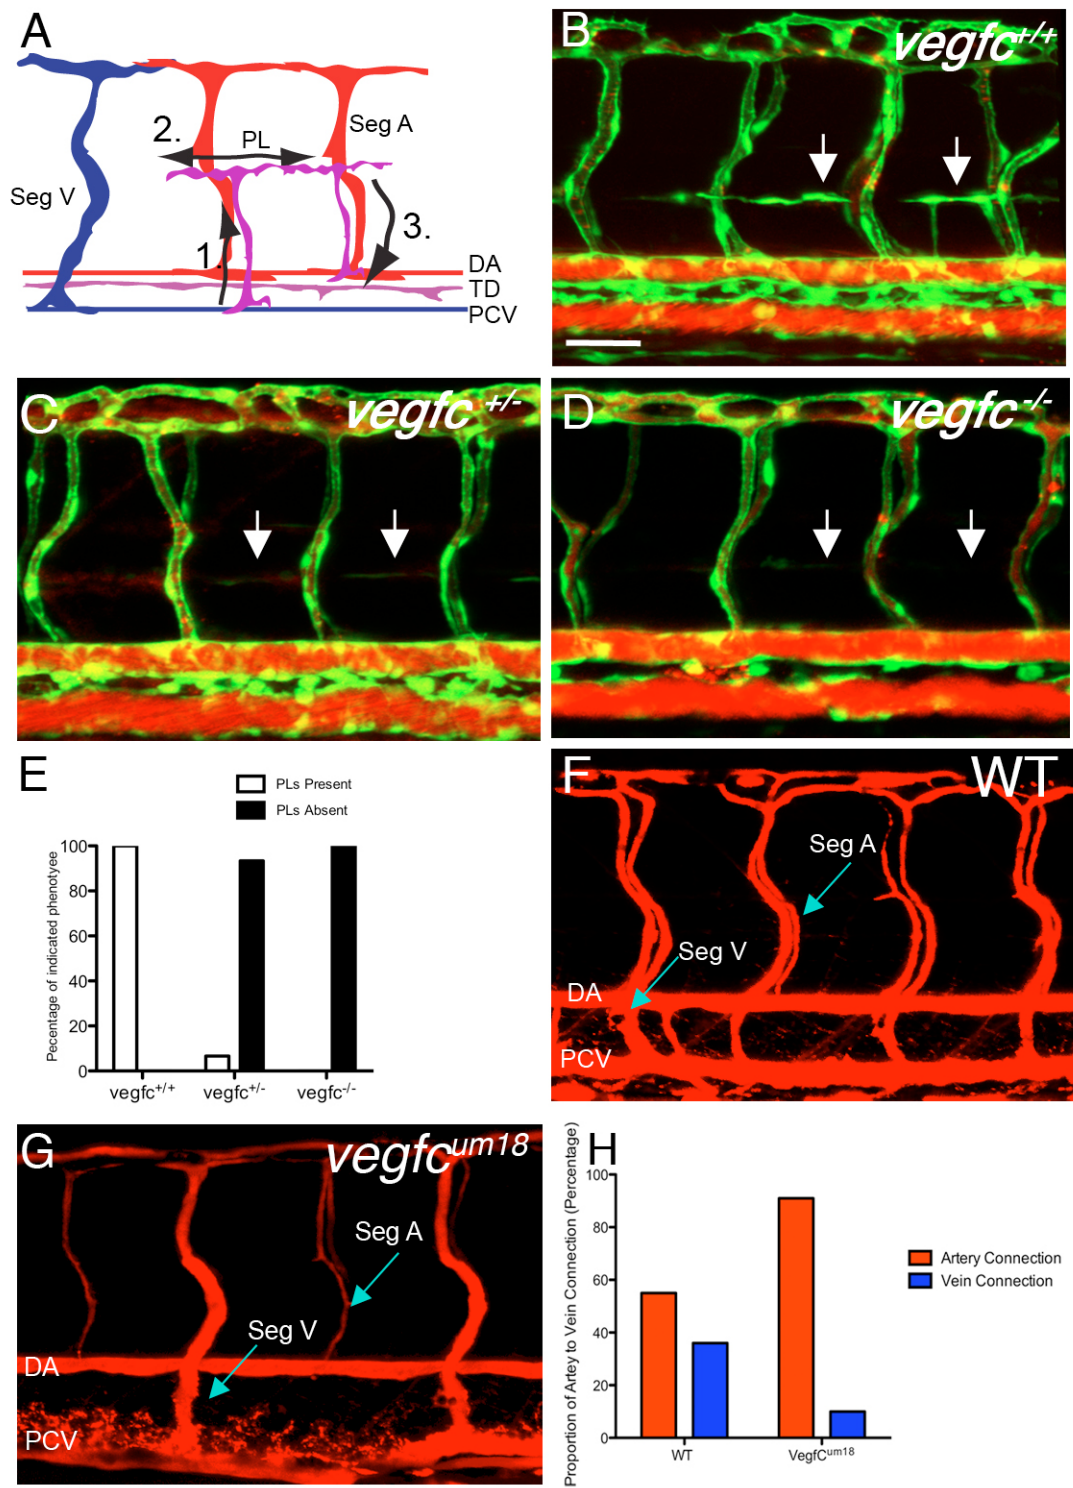 A
2.
PL
Seg A
Seg V
1.
3.
DA
TD
PCV
B
vegfc+/+
C
vegfc +/-
D
vegfc -/-
E
PLs Present
PLs Absent
Pecentage of indicated phenotyee
100
80
60
40
20
0
vegfc+/+
vegfc+/-
vegfc-/-
F
WT
Seg A
Seg V
DA
PCV
G
vegfcum18
Seg A
Seg V
DA
PCV
H
Proportion of Artey to Vein Connection (Percentage)
100
80
60
40
20
0
WT
VegfCum18
Artery Connection
Vein Connection